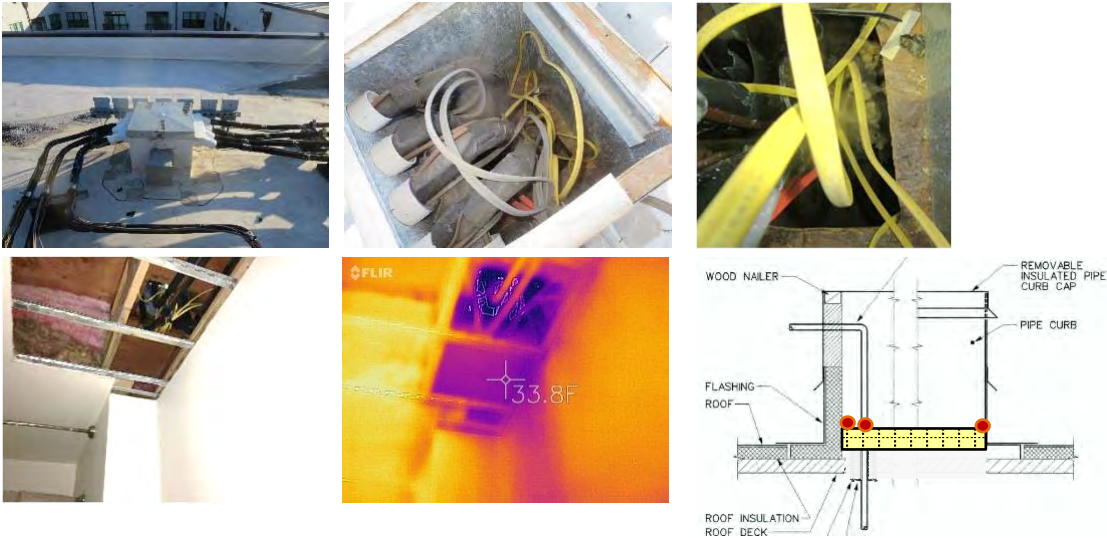 FLIR
33.8F
WOOD NAILER
REMOVABLE
INSULATED PIPE
CURB CAP
PIPE CURB
FLASHING
ROOF
ROOF INSULATION
ROOF DECK